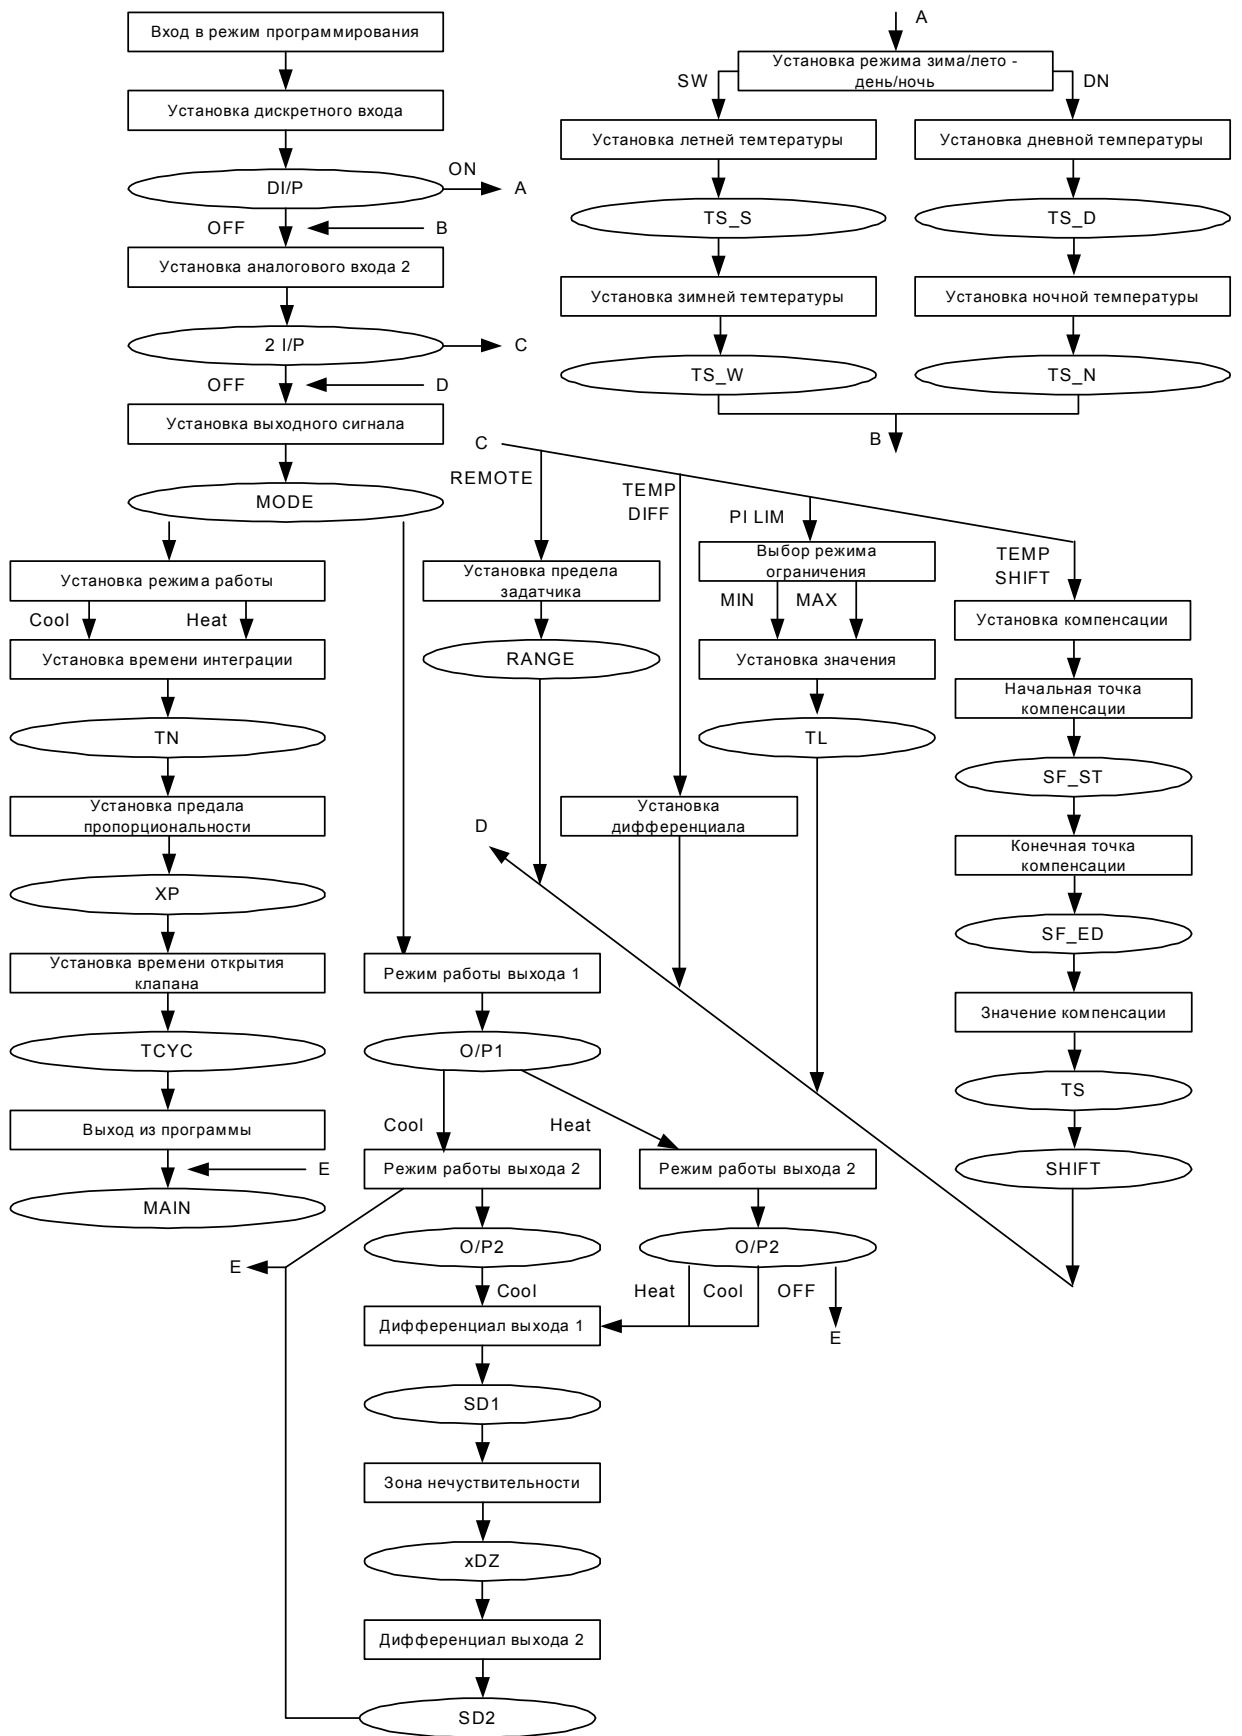 Вход в режим программирования
Установка дискретного входа
DI/P
ON
A
OFF
B
Установка аналогового входа 2
2 I/P
C
OFF
D
Установка выходного сигнала
MODE
Установка режима работы
Cool
Heat
Установка времени интеграции
TN
Установка предала
пропорциональности
XP
Установка времени открытия
клапана
TCYC
Выход из программы
E
MAIN
A
Установка режима зима/лето -
день/ночь
SW
DN
Установка летней темтературы
TS_S
Установка зимней темтературы
TS_W
Установка дневной температуры
TS_D
Установка ночной температуры
TS_N
B
C
REMOTE
Установка предела
задатчика
RANGE
TEMP
DIFF
Установка
дифференциала
PI LIM
Выбор режима
ограничения
MIN
MAX
Установка значения
TL
TEMP
SHIFT
Установка компенсации
Начальная точка
компенсации
SF_ST
Конечная точка
компенсации
SF_ED
Значение компенсации
TS
SHIFT
D
Режим работы выхода 1
O/P1
Cool
Heat
Режим работы выхода 2
O/P2
Cool
E
Режим работы выхода 2
O/P2
Heat
Cool
OFF
E
Дифференциал выхода 1
SD1
Зона нечуствительности
xDZ
Дифференциал выхода 2
SD2